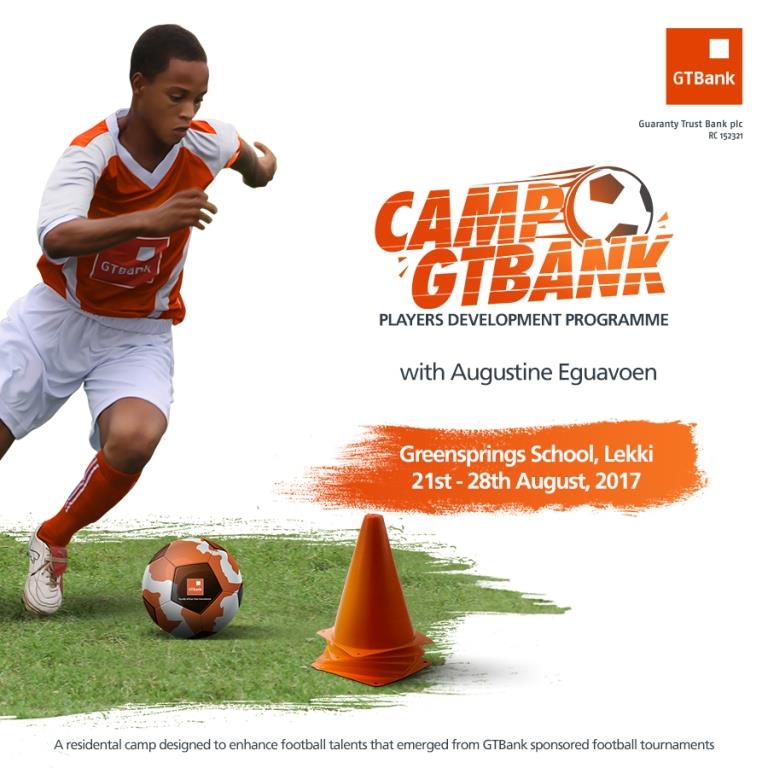 GTBank
Guaranty Trust Bank plc
RC 152321
CAMP
GTBANK
PLAYERS DEVELOPMENT PROGRAMME
with Augustine Eguavoen
Greensprings School, Lekki
21st - 28th August, 2017
GTBank
GTBank
A residental camp designed to enhance football talents that emerged from GTBank sponsored football tournaments